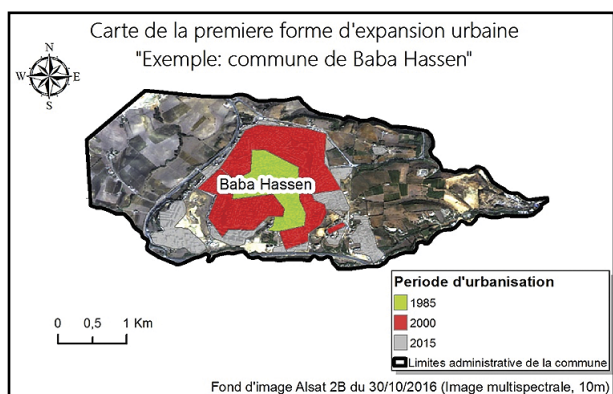 Carte de la premiere forme d'expansion urbaine
"Exemple: commune de Baba Hassen"
N
W E
S
Baba Hassen
Periode d'urbanisation
1985
2000
2015
Limites administrative de la commune
0 0,5 1 Km
Fond d'image Alsat 2B du 30/10/2016 (Image multispectrale, 10m)